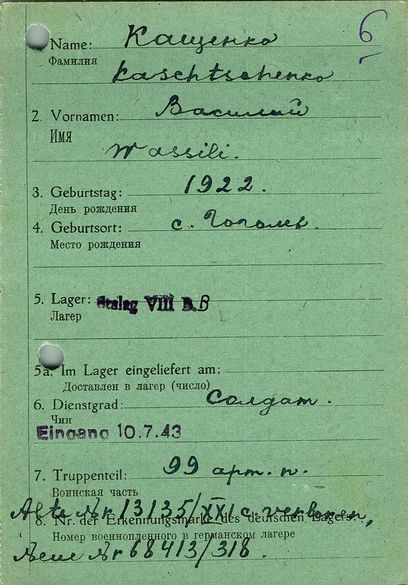 6
1. Name: Кащенко
Фамилия
Kaschtschenko
2. Vornamen: Василий
ИМЯ
Wassili.
3. Geburtstag: 1922.
День рождения
4. Geburtsort: с. Гоголев.
Место рождения
5. Lager: Stalag VIII B.B
Лагер
5a. Im Lager eingeliefert am:
Доставлен в лагер (число)
6. Dienstgrad: Солдат.
Чин
Eingang 10.7.43
7. Truppenteil: 99 арт. п.
Воинская часть
Alte Nr 13135/XXI c. verloren,
8. Nr. der Erkennungsmarke des deutschen Lagers:
Номер военнопленного в германском лагере
Neue Nr 68413/318.